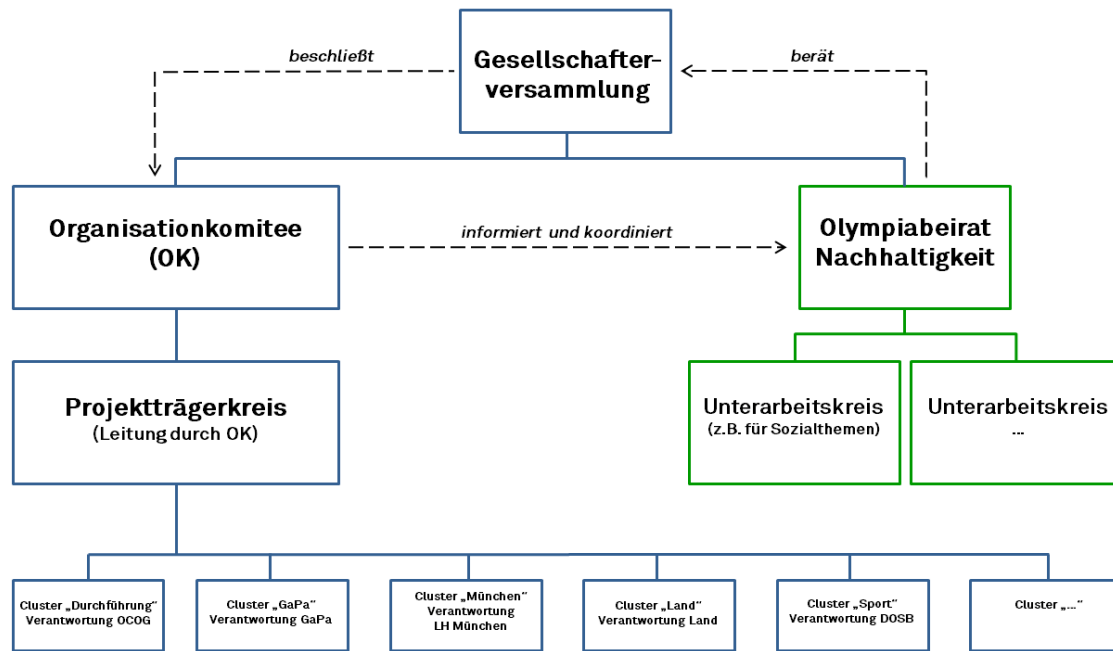 beschließt
Gesellschafter-
versammlung
berät
Organisationkomitee
(OK)
informiert und koordiniert
Olympiabeirat
Nachhaltigkeit
Projektträgerkreis
(Leitung durch OK)
Unterarbeitskreis
(z.B. für Sozialthemen)
Unterarbeitskreis
...
Cluster „Durchführung"
Verantwortung OCOG
Cluster „GaPa"
Verantwortung GaPa
Cluster „München"
Verantwortung
LH München
Cluster „Land"
Verantwortung Land
Cluster „Sport"
Verantwortung DOSB
Cluster „..."